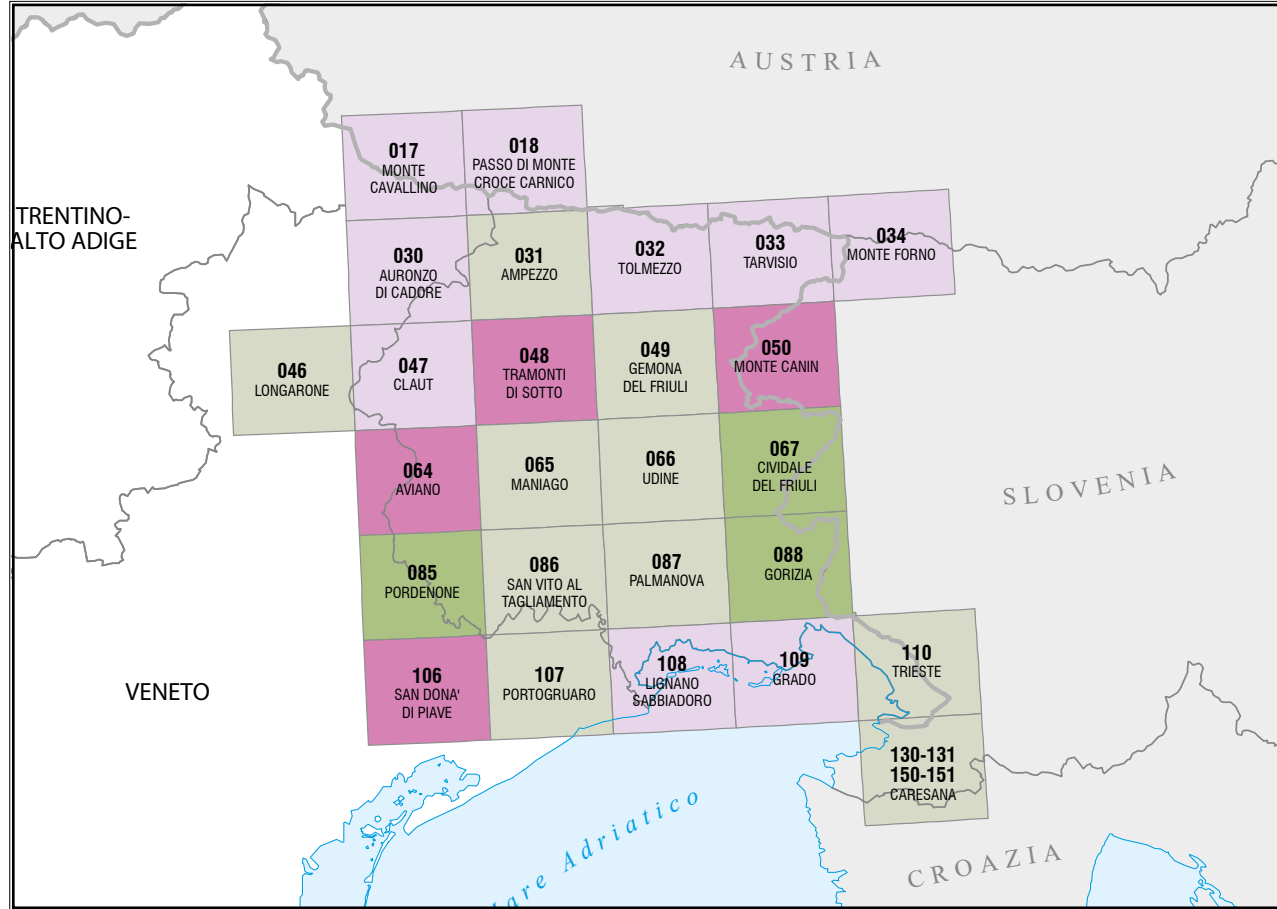 AUSTRIA
017
MONTE
CAVALLINO
018
PASSO DI MONTE
CROCE CARNICO
TRENTINO-
ALTO ADIGE
030
AURONZO
DI CADORE
031
AMPEZZO
032
TOLMEZZO
033
TARVISIO
034
MONTE FORNO
046
LONGARONE
047
CLAUT
048
TRAMONTI
DI SOTTO
049
GEMONA
DEL FRIULI
050
MONTE CANIN
064
AVIANO
065
MANIAGO
066
UDINE
067
CIVIDALE
DEL FRIULI
SLOVENIA
085
PORDENONE
086
SAN VITO AL
TAGLIAMENTO
087
PALMANOVA
088
GORIZIA
VENETO
106
SAN DONA'
DI PIAVE
107
PORTOGRUARO
108
LIGNANO
SABBIADORO
109
GRADO
110
TRIESTE
130-131
150-151
CARESANA
Mare Adriatico
CROAZIA